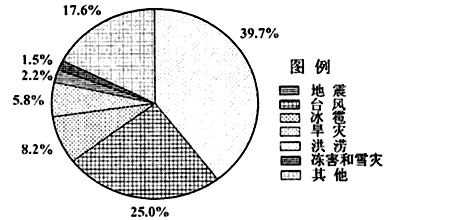 17.6%
39.7%
1.5%
2.2%
5.8%
8.2%
25.0%
图 例
地 震
台 风
冰雹
旱灾
洪 涝
冻害和雪灾
其 他